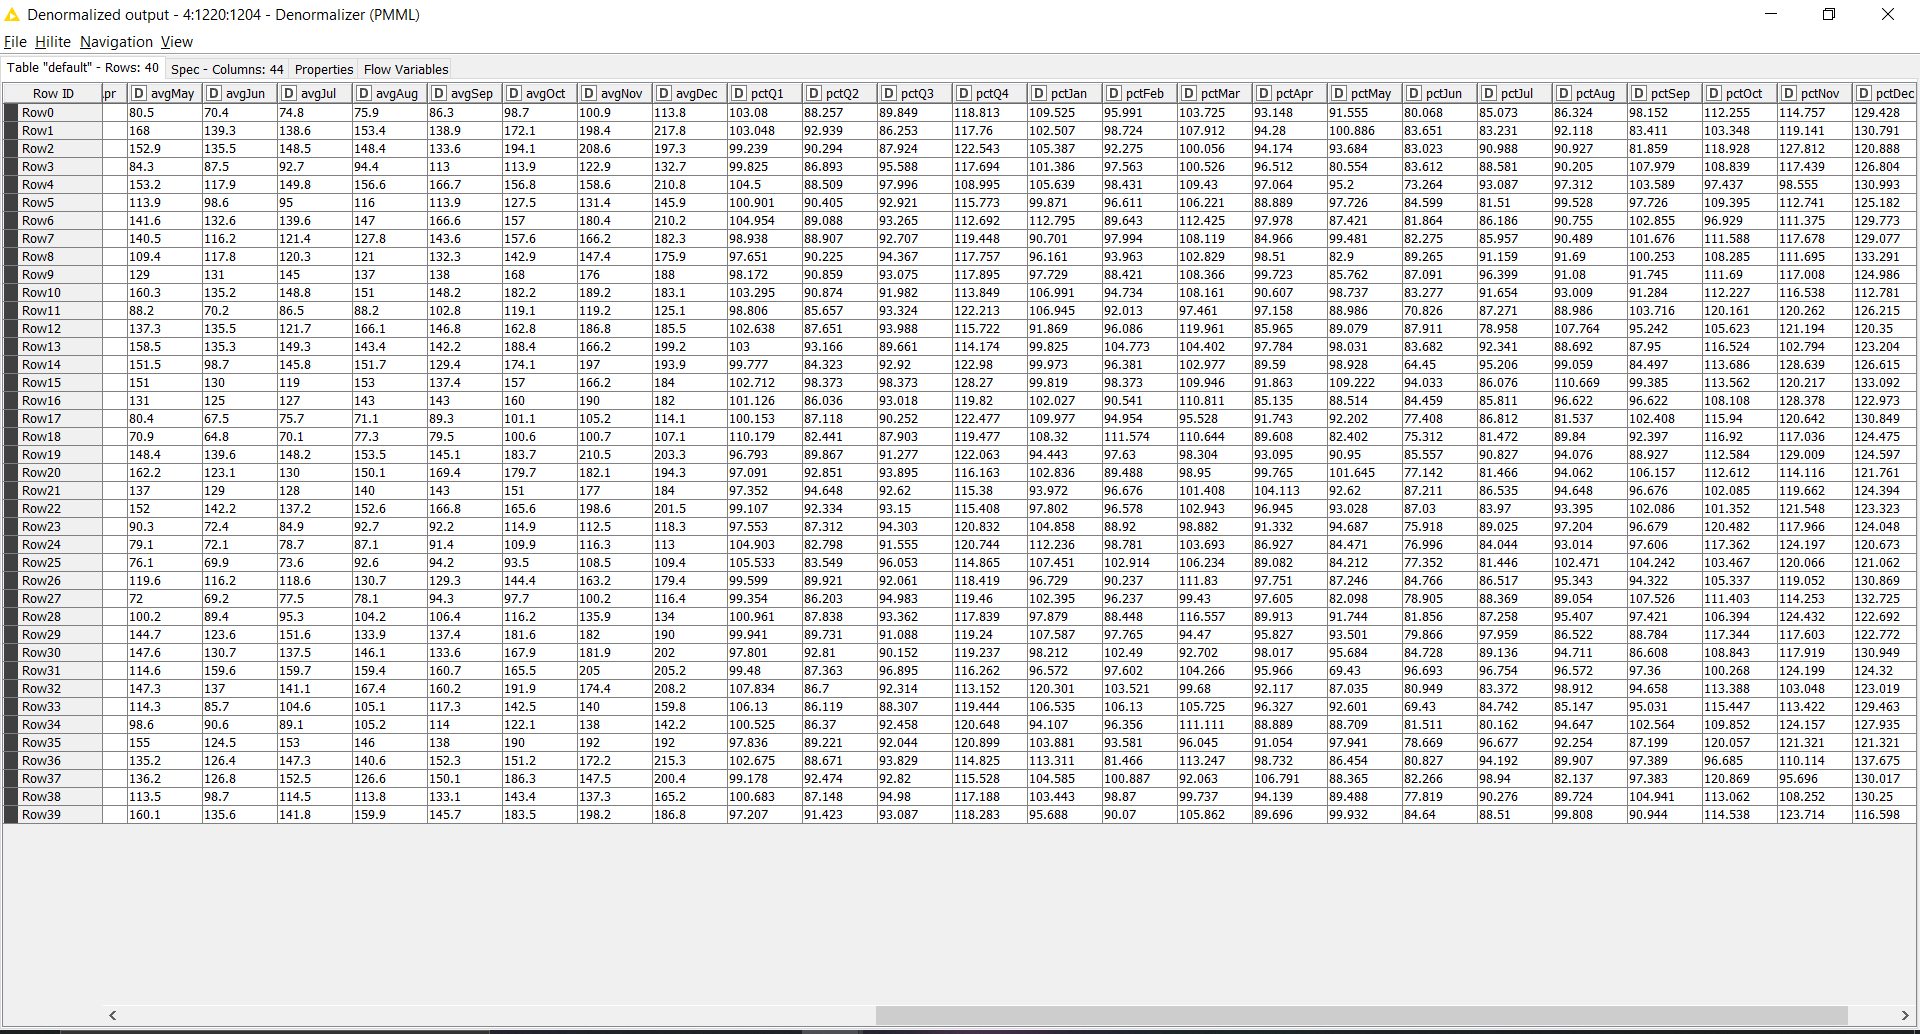 Denormalized output - 4:1220:1204 - Denormalizer (PMML)
File Hilite Navigation View
Table "default" - Rows: 40 Spec - Columns: 44 Properties Flow Variables
Row ID pr D avgMay D avgJun D avgJul D avgAug D avgSep D avgOct D avgNov D avgDec D pctQ1 D pctQ2 D pctQ3 D pctQ4 D pctJan D pctFeb D pctMar D pctApr D pctMay D pctJun D pctJul D pctAug D pctSep D pctOct D pctNov D pctDec
Row0 80.5 70.4 74.8 75.9 86.3 98.7 100.9 113.8 103.08 88.257 89.849 118.813 109.525 95.991 103.725 93.148 91.555 80.068 85.073 86.324 98.152 112.255 114.757 129.428
Row1 168 139.3 138.6 153.4 138.9 172.1 198.4 217.8 103.048 92.939 86.253 117.76 102.507 98.724 107.912 94.28 100.886 83.651 83.231 92.118 83.411 103.348 119.141 130.791
Row2 152.9 135.5 148.5 148.4 133.6 194.1 208.6 197.3 99.239 90.294 87.924 122.543 105.387 92.275 100.056 94.174 93.684 83.023 90.988 90.927 81.859 118.928 127.812 120.888
Row3 84.3 87.5 92.7 94.4 113 113.9 122.9 132.7 99.825 86.893 95.588 117.694 101.386 97.563 100.526 96.512 80.554 83.612 88.581 90.205 107.979 108.839 117.439 126.804
Row4 153.2 117.9 149.8 156.6 166.7 156.8 158.6 210.8 104.5 88.509 97.996 108.995 105.639 98.431 109.43 97.064 95.2 73.264 93.087 97.312 103.589 97.437 98.555 130.993
Row5 113.9 98.6 95 116 113.9 127.5 131.4 145.9 100.901 90.405 92.921 115.773 99.871 96.611 106.221 88.889 97.726 84.599 81.51 99.528 97.726 109.395 112.741 125.182
Row6 141.6 132.6 139.6 147 166.6 157 180.4 210.2 104.954 89.088 93.265 112.692 112.795 89.643 112.425 97.978 87.421 81.864 86.186 90.755 102.855 96.929 111.375 129.773
Row7 140.5 116.2 121.4 127.8 143.6 157.6 166.2 182.3 98.938 88.907 92.707 119.448 90.701 97.994 108.119 84.966 99.481 82.275 85.957 90.489 101.676 111.588 117.678 129.077
Row8 109.4 117.8 120.3 121 132.3 142.9 147.4 175.9 97.651 90.225 94.367 117.757 96.161 93.963 102.829 98.51 82.9 89.265 91.159 91.69 100.253 108.285 111.695 133.291
Row9 129 131 145 137 138 168 176 188 98.172 90.859 93.075 117.895 97.729 88.421 108.366 99.723 85.762 87.091 96.399 91.08 91.745 111.69 117.008 124.986
Row10 160.3 135.2 148.8 151 148.2 182.2 189.2 183.1 103.295 90.874 91.982 113.849 106.991 94.734 108.161 90.607 98.737 83.277 91.654 93.009 91.284 112.227 116.538 112.781
Row11 88.2 70.2 86.5 88.2 102.8 119.1 119.2 125.1 98.806 85.657 93.324 122.213 106.945 92.013 97.461 97.158 88.986 70.826 87.271 88.986 103.716 120.161 120.262 126.215
Row12 137.3 135.5 121.7 166.1 146.8 162.8 186.8 185.5 102.638 87.651 93.988 115.722 91.869 96.086 119.961 85.965 89.079 87.911 78.958 107.764 95.242 105.623 121.194 120.35
Row13 158.5 135.3 149.3 143.4 142.2 188.4 166.2 199.2 103 93.166 89.661 114.174 99.825 104.773 104.402 97.784 98.031 83.682 92.341 88.692 87.95 116.524 102.794 123.204
Row14 151.5 98.7 145.8 151.7 129.4 174.1 197 193.9 99.777 84.323 92.92 122.98 99.973 96.381 102.977 89.59 98.928 64.45 95.206 99.059 84.497 113.686 128.639 126.615
Row15 151 130 119 153 137.4 157 166.2 184 102.712 98.373 98.373 128.27 99.819 98.373 109.946 91.863 109.222 94.033 86.076 110.669 99.385 113.562 120.217 133.092
Row16 131 125 127 143 143 160 190 182 101.126 86.036 93.018 119.82 102.027 90.541 110.811 85.135 88.514 84.459 85.811 96.622 96.622 108.108 128.378 122.973
Row17 80.4 67.5 75.7 71.1 89.3 101.1 105.2 114.1 100.153 87.118 90.252 122.477 109.977 94.954 95.528 91.743 92.202 77.408 86.812 81.537 102.408 115.94 120.642 130.849
Row18 70.9 64.8 70.1 77.3 79.5 100.6 100.7 107.1 110.179 82.441 87.903 119.477 108.32 111.574 110.644 89.608 82.402 75.312 81.472 89.84 92.397 116.92 117.036 124.475
Row19 148.4 139.6 148.2 153.5 145.1 183.7 210.5 203.3 96.793 89.867 91.277 122.063 94.443 97.63 98.304 93.095 90.95 85.557 90.827 94.076 88.927 112.584 129.009 124.597
Row20 162.2 123.1 130 150.1 169.4 179.7 182.1 194.3 97.091 92.851 93.895 116.163 102.836 89.488 98.95 99.765 101.645 77.142 81.466 94.062 106.157 112.612 114.116 121.761
Row21 137 129 128 140 143 151 177 184 97.352 94.648 92.62 115.38 93.972 96.676 101.408 104.113 92.62 87.211 86.535 94.648 96.676 102.085 119.662 124.394
Row22 152 142.2 137.2 152.6 166.8 165.6 198.6 201.5 99.107 92.334 93.15 115.408 97.802 96.578 102.943 96.945 93.028 87.03 83.97 93.395 102.086 101.352 121.548 123.323
Row23 90.3 72.4 84.9 92.7 92.2 114.9 112.5 118.3 97.553 87.312 94.303 120.832 104.858 88.92 98.882 91.332 94.687 75.918 89.025 97.204 96.679 120.482 117.966 124.048
Row24 79.1 72.1 78.7 87.1 91.4 109.9 116.3 113 104.903 82.798 91.555 120.744 112.236 98.781 103.693 86.927 84.471 76.996 84.044 93.014 97.606 117.362 124.197 120.673
Row25 76.1 69.9 73.6 92.6 94.2 93.5 108.5 109.4 105.533 83.549 96.053 114.865 107.451 102.914 106.234 89.082 84.212 77.352 81.446 102.471 104.242 103.467 120.066 121.062
Row26 119.6 116.2 118.6 130.7 129.3 144.4 163.2 179.4 99.599 89.921 92.061 118.419 96.729 90.237 111.83 97.751 87.246 84.766 86.517 95.343 94.322 105.337 119.052 130.869
Row27 72 69.2 77.5 78.1 94.3 97.7 100.2 116.4 99.354 86.203 94.983 119.46 102.395 96.237 99.43 97.605 82.098 78.905 88.369 89.054 107.526 111.403 114.253 132.725
Row28 100.2 89.4 95.3 104.2 106.4 116.2 135.9 134 100.961 87.838 93.362 117.839 97.879 88.448 116.557 89.913 91.744 81.856 87.258 95.407 97.421 106.394 124.432 122.692
Row29 144.7 123.6 151.6 133.9 137.4 181.6 182 190 99.941 89.731 91.088 119.24 107.587 97.765 94.47 95.827 93.501 79.866 97.959 86.522 88.784 117.344 117.603 122.772
Row30 147.6 130.7 137.5 146.1 133.6 167.9 181.9 202 97.801 92.81 90.152 119.237 98.212 102.49 92.702 98.017 95.684 84.728 89.136 94.711 86.608 108.843 117.919 130.949
Row31 114.6 159.6 159.7 159.4 160.7 165.5 205 205.2 99.48 87.363 96.895 116.262 96.572 97.602 104.266 95.966 69.43 96.693 96.754 96.572 97.36 100.268 124.199 124.32
Row32 147.3 137 141.1 167.4 160.2 191.9 174.4 208.2 107.834 86.7 92.314 113.152 120.301 103.521 99.68 92.117 87.035 80.949 83.372 98.912 94.658 113.388 103.048 123.019
Row33 114.3 85.7 104.6 105.1 117.3 142.5 140 159.8 106.13 86.119 88.307 119.444 106.535 106.13 105.725 96.327 92.601 69.43 84.742 85.147 95.031 115.447 113.422 129.463
Row34 98.6 90.6 89.1 105.2 114 122.1 138 142.2 100.525 86.37 92.458 120.648 94.107 96.356 111.111 88.889 88.709 81.511 80.162 94.647 102.564 109.852 124.157 127.935
Row35 155 124.5 153 146 138 190 192 192 97.836 89.221 92.044 120.899 103.881 93.581 96.045 91.054 97.941 78.669 96.677 92.254 87.199 120.057 121.321 121.321
Row36 135.2 126.4 147.3 140.6 152.3 151.2 172.2 215.3 102.675 88.671 93.829 114.825 113.311 81.466 113.247 98.732 86.454 80.827 94.192 89.907 97.389 96.685 110.114 137.675
Row37 136.2 126.8 152.5 126.6 150.1 186.3 147.5 200.4 99.178 92.474 92.82 115.528 104.585 100.887 92.063 106.791 88.365 82.266 98.94 82.137 97.383 120.869 95.696 130.017
Row38 113.5 98.7 114.5 113.8 133.1 143.4 137.3 165.2 100.683 87.148 94.98 117.188 103.443 98.87 99.737 94.139 89.488 77.819 90.276 89.724 104.941 113.062 108.252 130.25
Row39 160.1 135.6 141.8 159.9 145.7 183.5 198.2 186.8 97.207 91.423 93.087 118.283 95.688 90.07 105.862 89.696 99.932 84.64 88.51 99.808 90.944 114.538 123.714 116.598